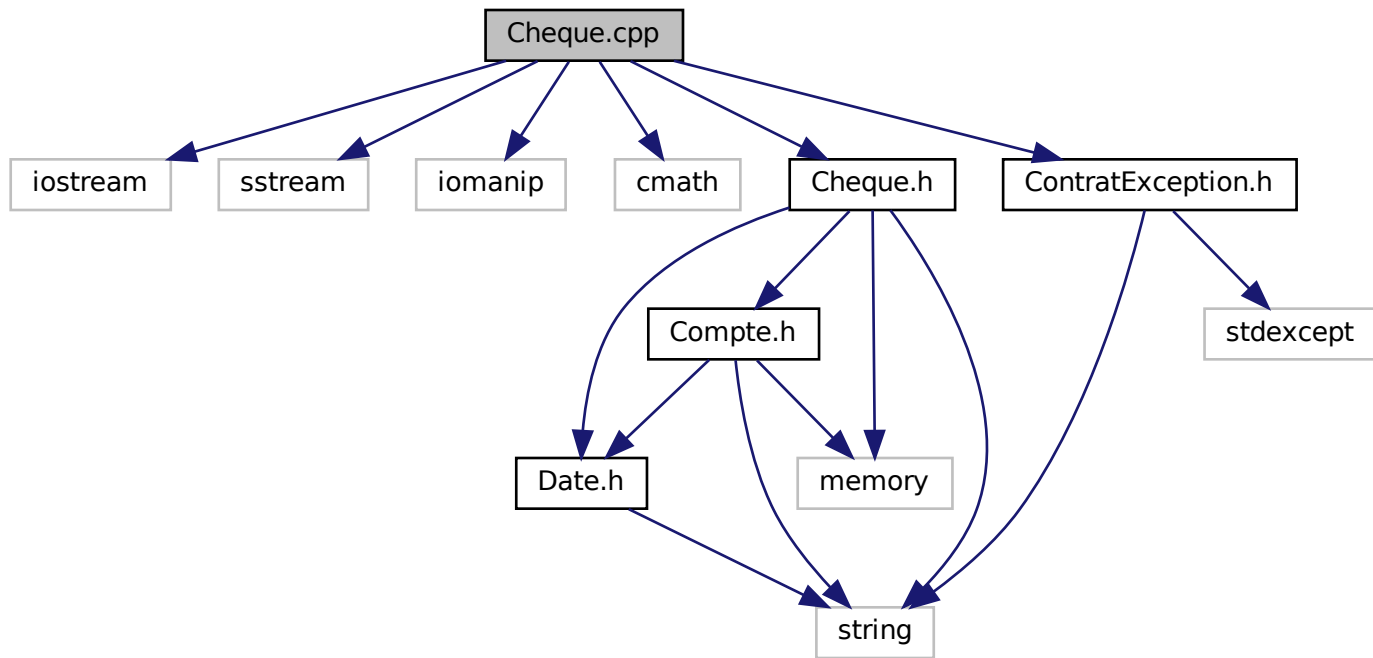 Cheque.cpp
iostream
sstream
iomanip
cmath
Cheque.h
ContratException.h
Compte.h
stdexcept
Date.h
memory
string